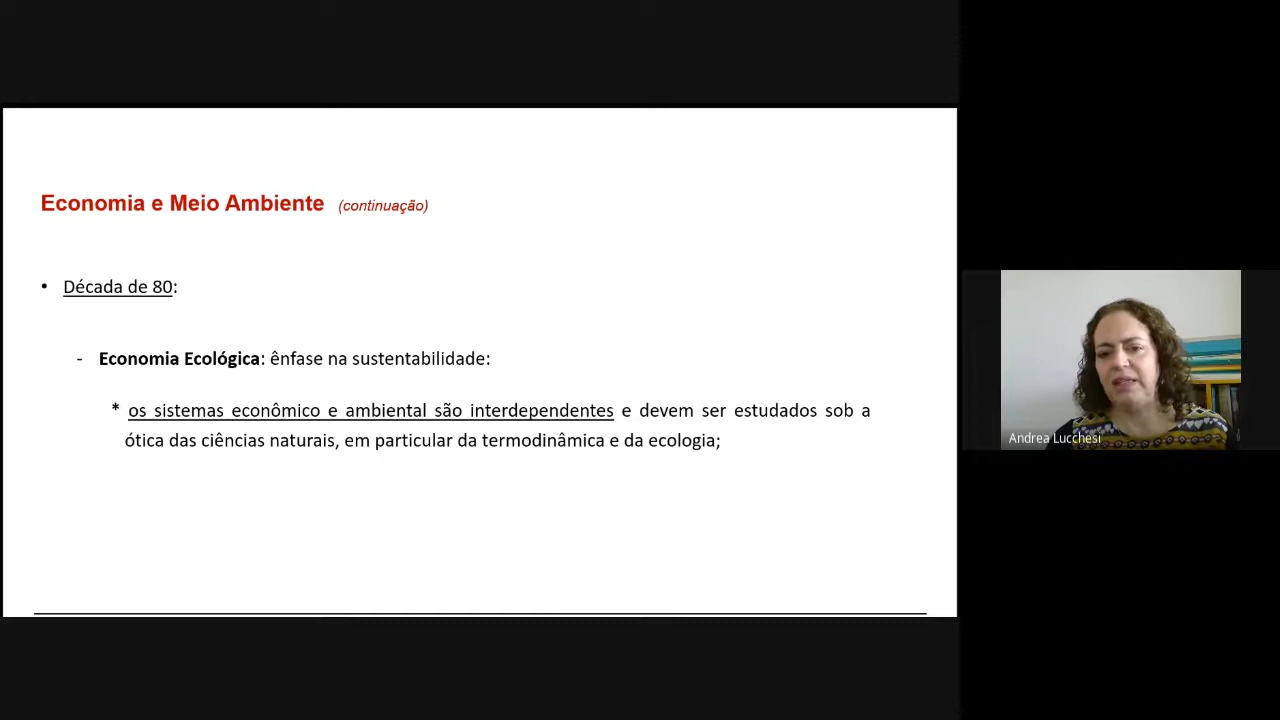 Economia e Meio Ambiente (continuação)
• Década de 80:
- Economia Ecológica: ênfase na sustentabilidade:
* os sistemas econômico e ambiental são interdependentes e devem ser estudados sob a
ótica das ciências naturais, em particular da termodinâmica e da ecologia;
Andrea Lucchesi